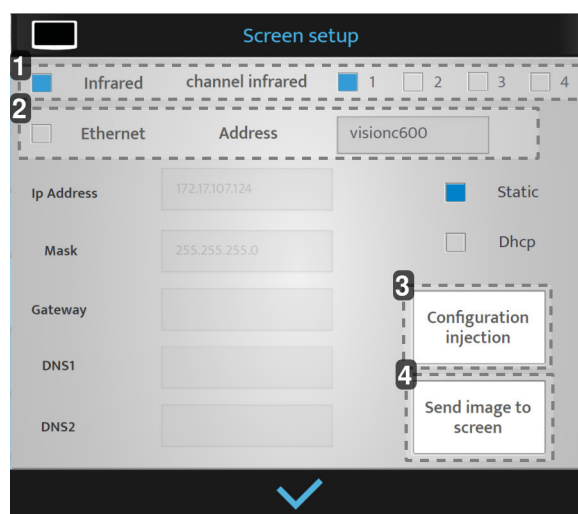 Screen setup
1
Infrared channel infrared 1 2 3 4
2
Ethernet Address visionc600
Ip Address 172.17.107.124 Static
Mask 255.255.255.0 Dhcp
3
Gateway
Configuration
injection
DNS1
4
Send image to
screen
DNS2